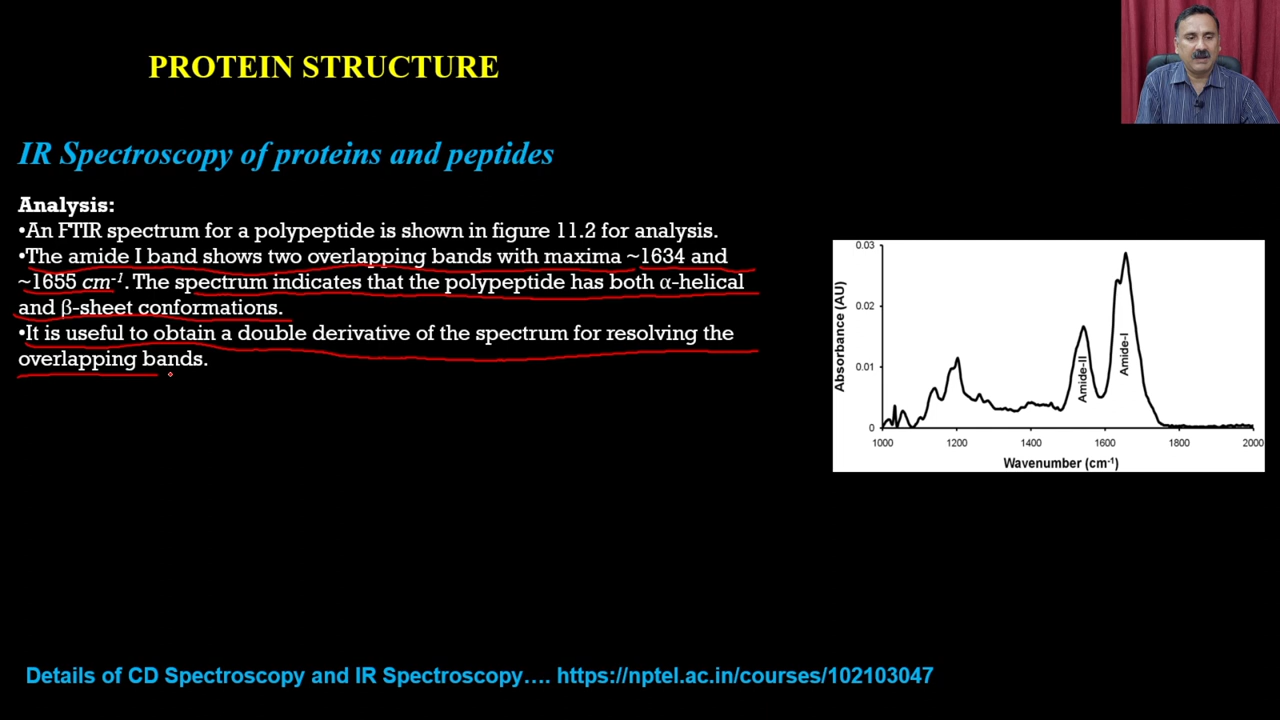 PROTEIN STRUCTURE
IR Spectroscopy of proteins and peptides
Analysis:
•An FTIR spectrum for a polypeptide is shown in figure 11.2 for analysis.
•The amide I band shows two overlapping bands with maxima ~1634 and
~1655 cm-1. The spectrum indicates that the polypeptide has both α-helical
and β-sheet conformations.
•It is useful to obtain a double derivative of the spectrum for resolving the
overlapping bands.
Absorbance (AU)
0.03
0.02
0.01
0
Amide-II
Amide-I
1000 1200 1400 1600 1800 2000
Wavenumber (cm-1)
Details of CD Spectroscopy and IR Spectroscopy…. https://nptel.ac.in/courses/102103047